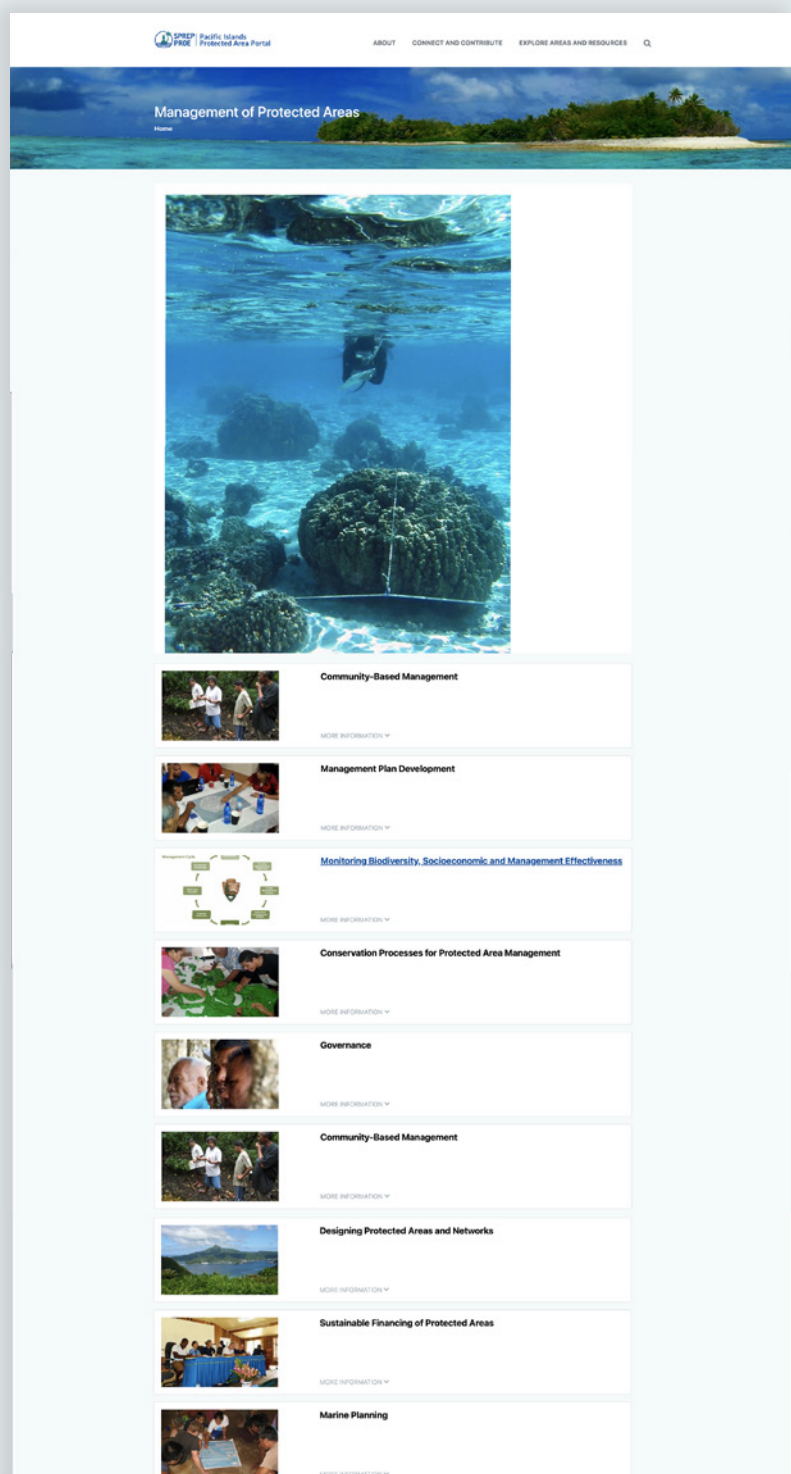 SPREP
PROE
Pacific Islands
Protected Area Portal
ABOUT
CONNECT AND CONTRIBUTE
EXPLORE AREAS AND RESOURCES
Management of Protected Areas
Home
Community-Based Management
MORE INFORMATION
Management Plan Development
MORE INFORMATION
Management Cycle
Monitoring Biodiversity, Socioeconomic and Management Effectiveness
MORE INFORMATION
Conservation Processes for Protected Area Management
MORE INFORMATION
Governance
MORE INFORMATION
Community-Based Management
MORE INFORMATION
Designing Protected Areas and Networks
MORE INFORMATION
Sustainable Financing of Protected Areas
MORE INFORMATION
Marine Planning